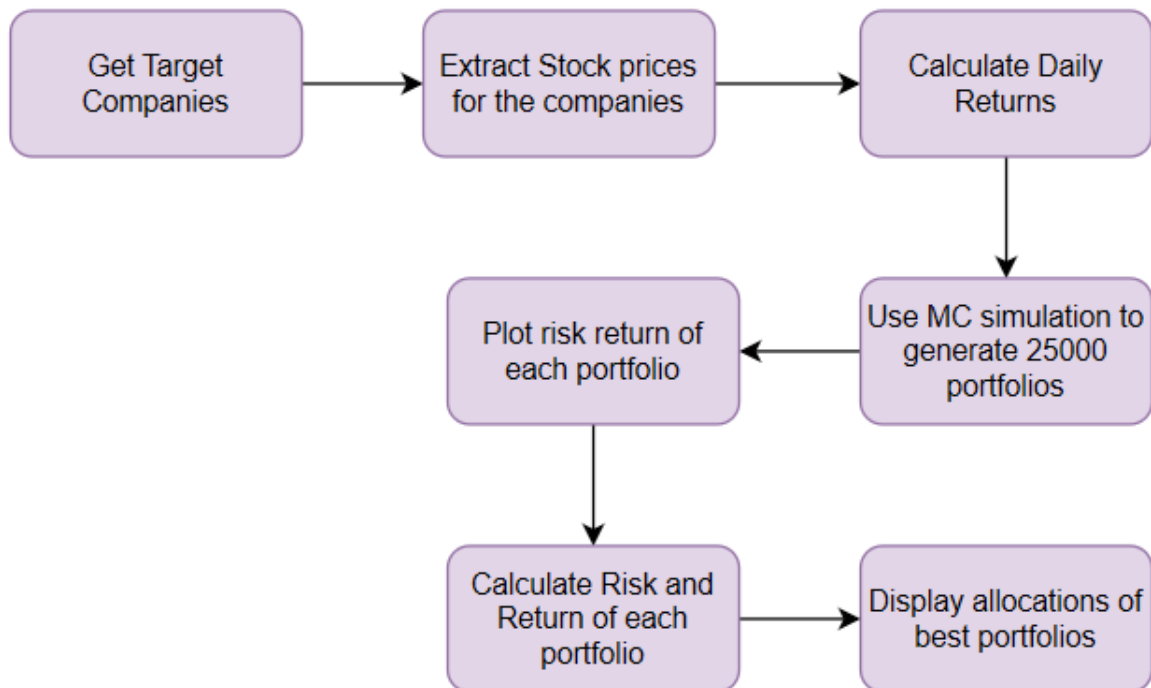 Get Target
Companies
Extract Stock prices
for the companies
Calculate Daily
Returns
Use MC simulation to
generate 25000
portfolios
Plot risk return of
each portfolio
Calculate Risk and
Return of each
portfolio
Display allocations of
best portfolios